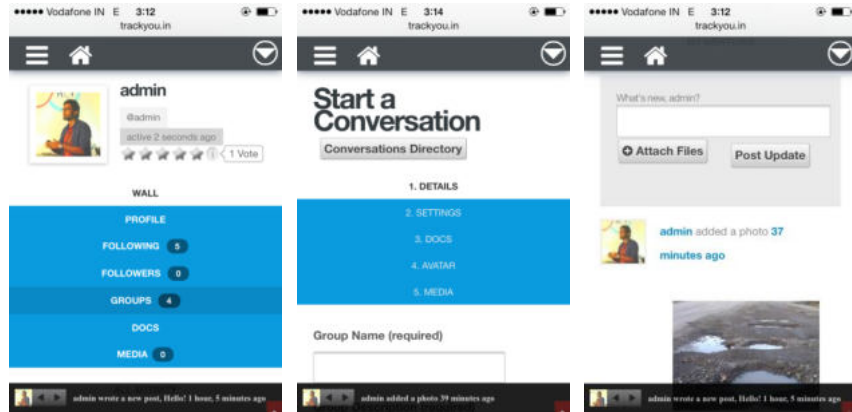 Vodafone IN E 3:12
trackyou.in
admin
@admin
active 2 seconds ago
1 Vote
WALL
PROFILE
FOLLOWING 5
FOLLOWERS 0
GROUPS 4
DOCS
MEDIA 0
admin wrote a new post, Hello! 1 hour, 5 minutes ago
Vodafone IN E 3:14
trackyou.in
Start a
Conversation
Conversations Directory
1. DETAILS
2. SETTINGS
3. DOCS
4. AVATAR
5. MEDIA
Group Name (required)
admin added a photo 39 minutes ago
Vodafone IN E 3:12
trackyou.in
What's new, admin?
Attach Files
Post Update
admin added a photo 37
minutes ago
admin wrote a new post, Hello! 1 hour, 5 minutes ago